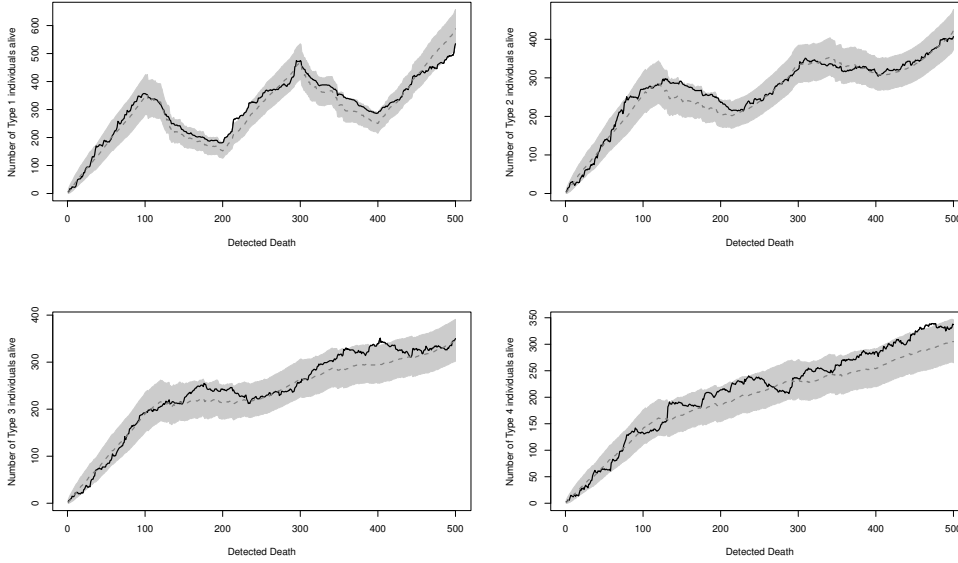 Number of Type 1 individuals alive
0 100 200 300 400 500 600
0 100 200 300 400 500
Detected Death
Number of Type 2 individuals alive
0 100 200 300 400
0 100 200 300 400 500
Detected Death
Number of Type 3 individuals alive
0 100 200 300 400
0 100 200 300 400 500
Detected Death
Number of Type 4 individuals alive
0 50 100 150 200 250 300 350
0 100 200 300 400 500
Detected Death